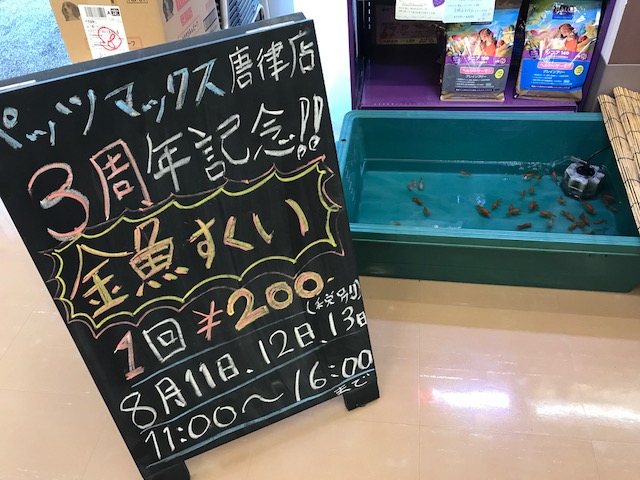 ペッツマックス唐津店
3周年記念!!
金魚すくい
1回 ¥200-
(税別)
8月11日、12日、13日
11:00〜16:00まで